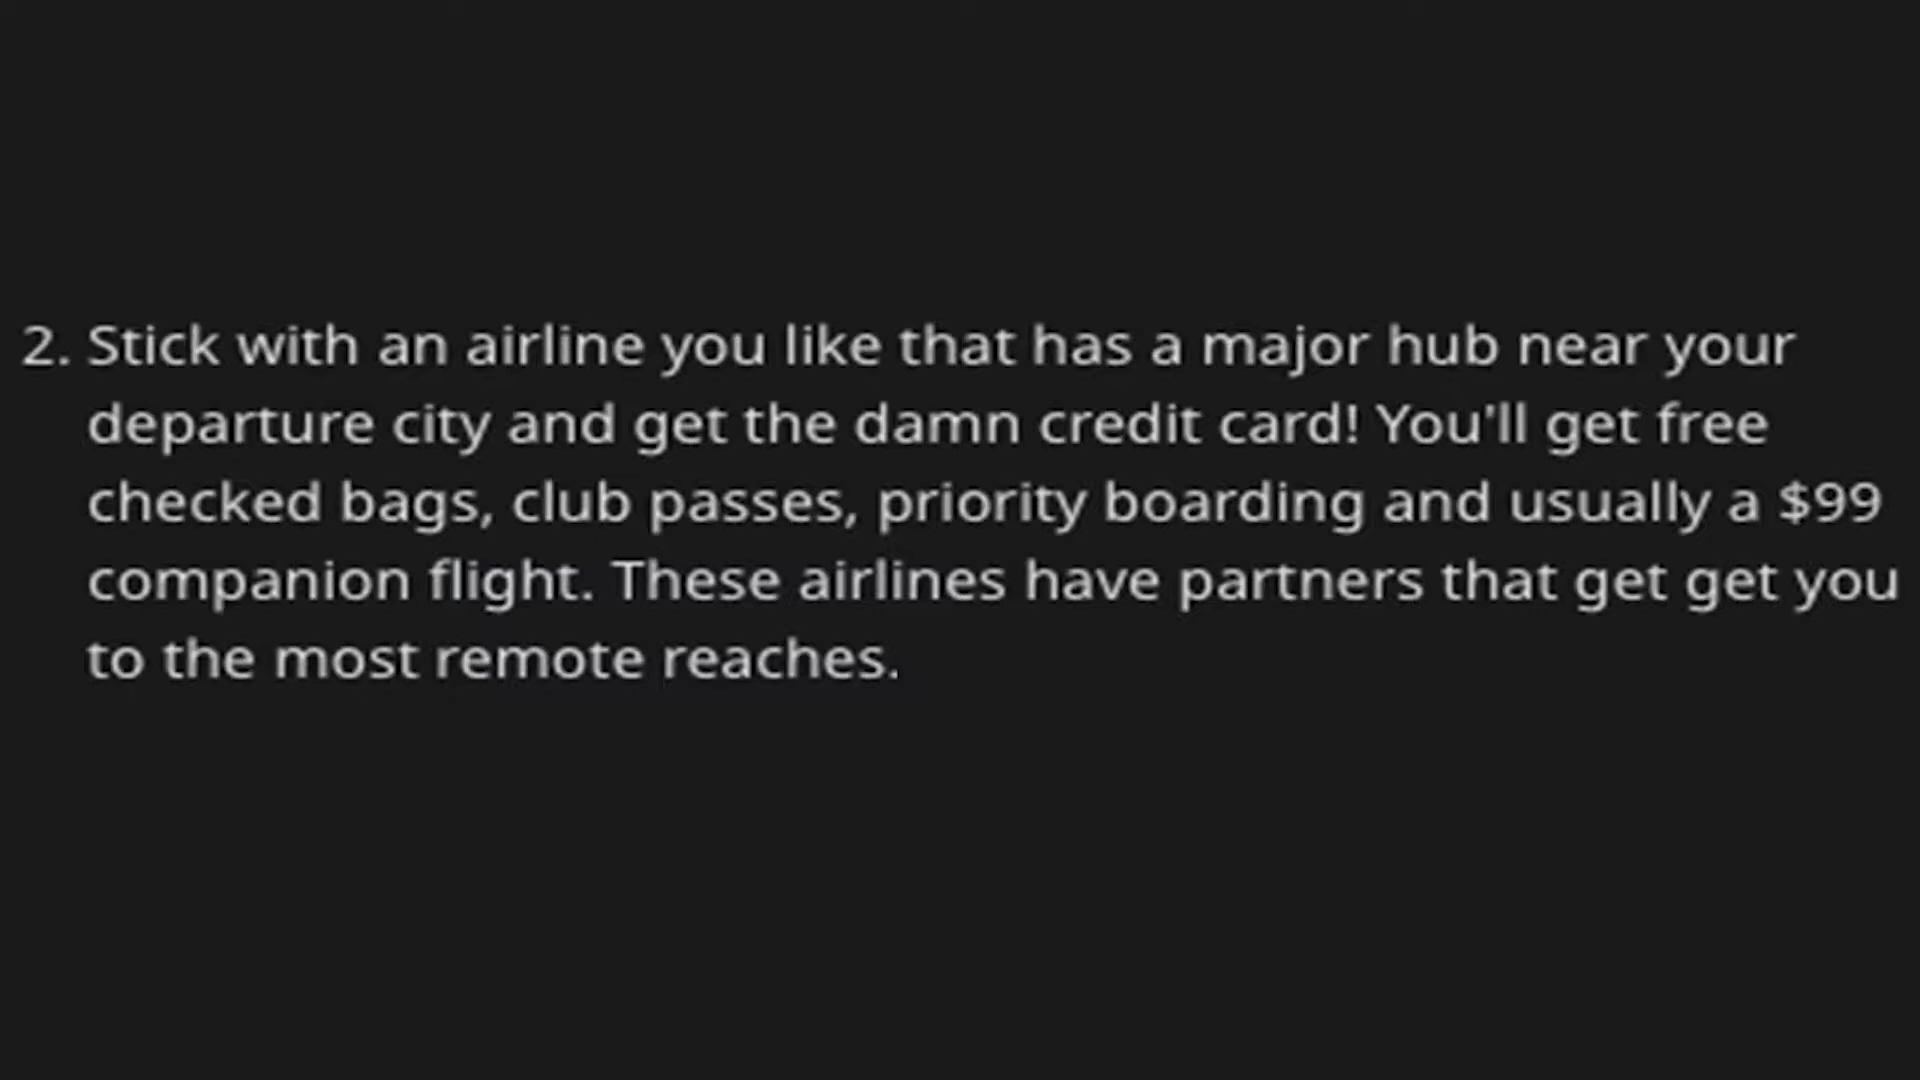 2. Stick with an airline you like that has a major hub near your
departure city and get the damn credit card! You'll get free
checked bags, club passes, priority boarding and usually a $99
companion flight. These airlines have partners that get get you
to the most remote reaches.